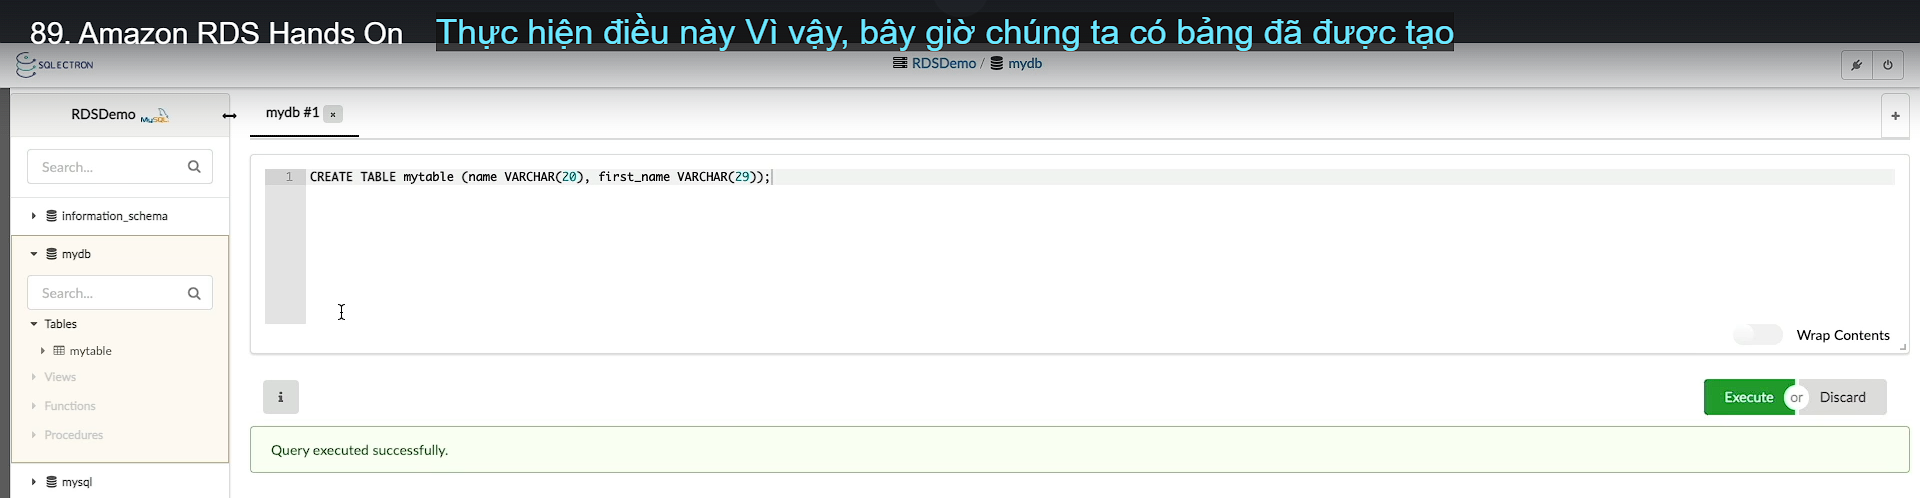 89. Amazon RDS Hands On
Thực hiện điều này Vì vậy, bây giờ chúng ta có bảng đã được tạo
SQLECTRON
RDSDemo / mydb
RDSDemo MySQL
mydb #1 ×
+
Search...
1 CREATE TABLE mytable (name VARCHAR(20), first_name VARCHAR(29));
information_schema
mydb
Search...
Tables
mytable
Views
Functions
Procedures
mysql
Wrap Contents
i
Execute or Discard
Query executed successfully.